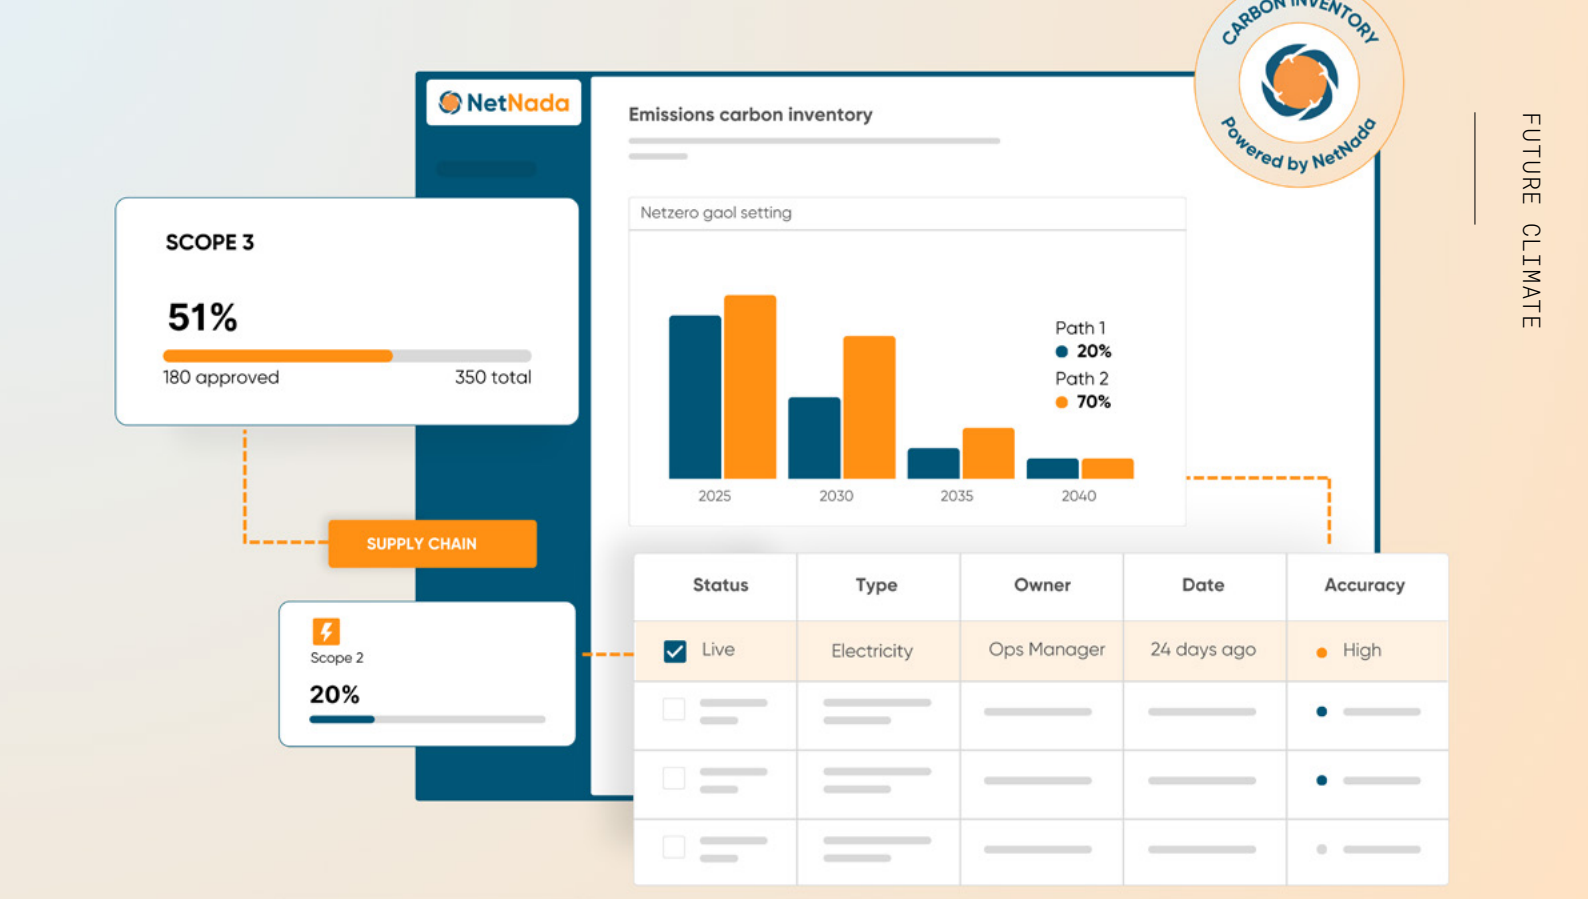 CARBON INVENTORY
Powered by NetNada
FUTURE CLIMATE
NetNada
Emissions carbon inventory
Netzero gaol setting
SCOPE 3
51%
180 approved 350 total
Path 1
20%
Path 2
70%
2025 2030 2035 2040
SUPPLY CHAIN
Scope 2
20%
Status Type Owner Date Accuracy
Live Electricity Ops Manager 24 days ago High